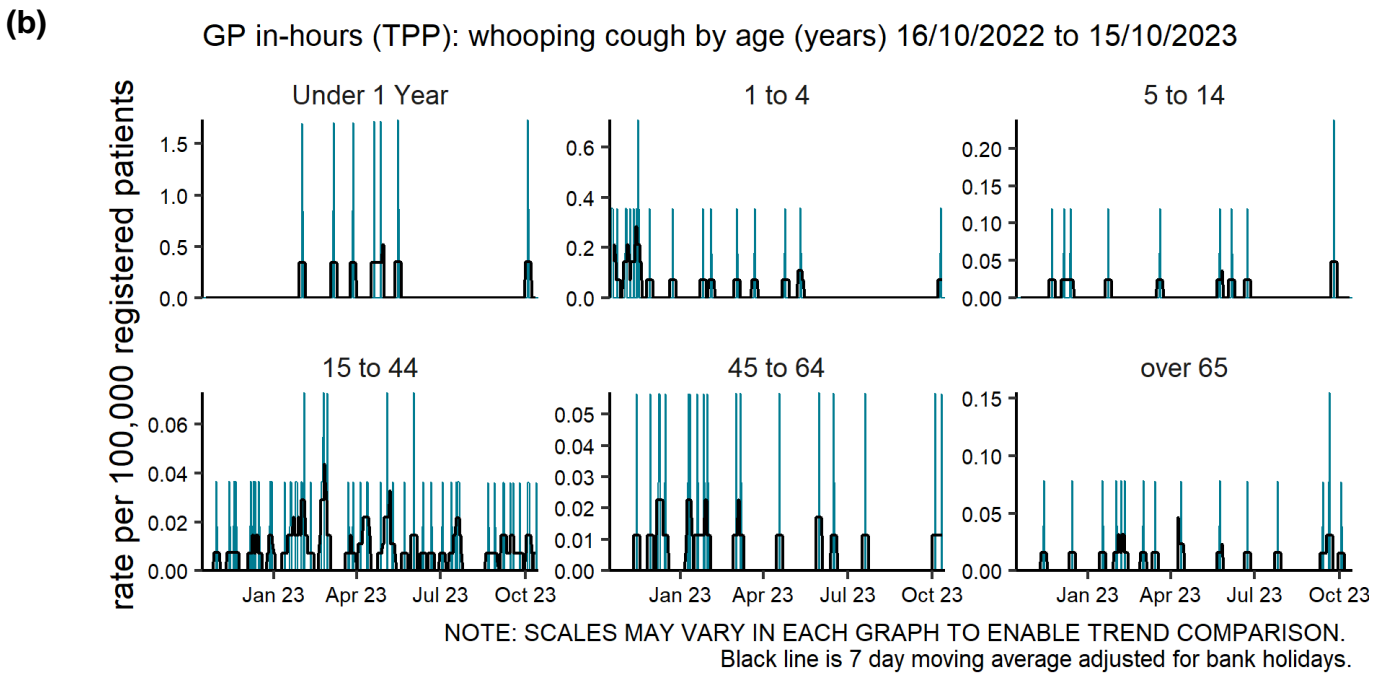 (b)
GP in-hours (TPP): whooping cough by age (years) 16/10/2022 to 15/10/2023
rate per 100,000 registered patients
Under 1 Year
1.5
1.0
0.5
0.0
1 to 4
0.6
0.4
0.2
0.0
5 to 14
0.20
0.15
0.10
0.05
0.00
15 to 44
0.06
0.04
0.02
0.00
Jan 23 Apr 23 Jul 23 Oct 23
45 to 64
0.05
0.04
0.03
0.02
0.01
0.00
Jan 23 Apr 23 Jul 23 Oct 23
over 65
0.15
0.10
0.05
0.00
Jan 23 Apr 23 Jul 23 Oct 23
NOTE: SCALES MAY VARY IN EACH GRAPH TO ENABLE TREND COMPARISON.
Black line is 7 day moving average adjusted for bank holidays.